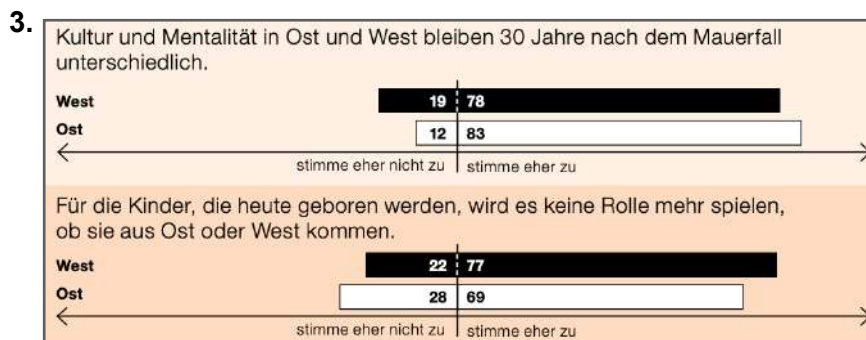 3.
Kultur und Mentalität in Ost und West bleiben 30 Jahre nach dem Mauerfall
unterschiedlich.
West 19 78
Ost 12 83
stimme eher nicht zu stimme eher zu
Für die Kinder, die heute geboren werden, wird es keine Rolle mehr spielen,
ob sie aus Ost oder West kommen.
West 22 77
Ost 28 69
stimme eher nicht zu stimme eher zu